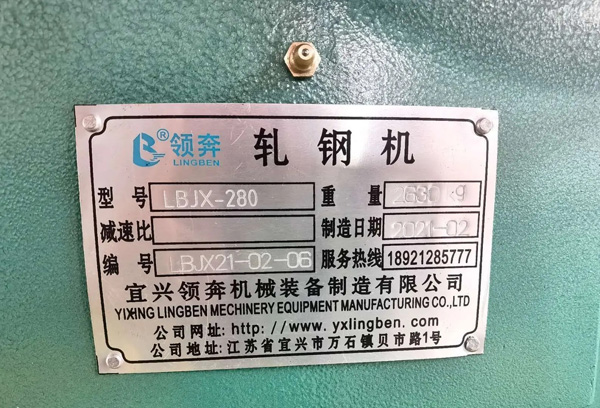 ® 领奔 LINGBEN 轧钢机
型号 LBJX-280 重量 2630kg
减速比 制造日期 2021-02
编号 LBJX21-02-06 服务热线 18921285777
宜兴领奔机械装备制造有限公司
YIXING LINGBEN MECHINERY EQUIPMENT MANUFACTURING CO.,LTD
公司网址: http://www.yxlingben.com
公司地址: 江苏省宜兴市万石镇贝市路1号